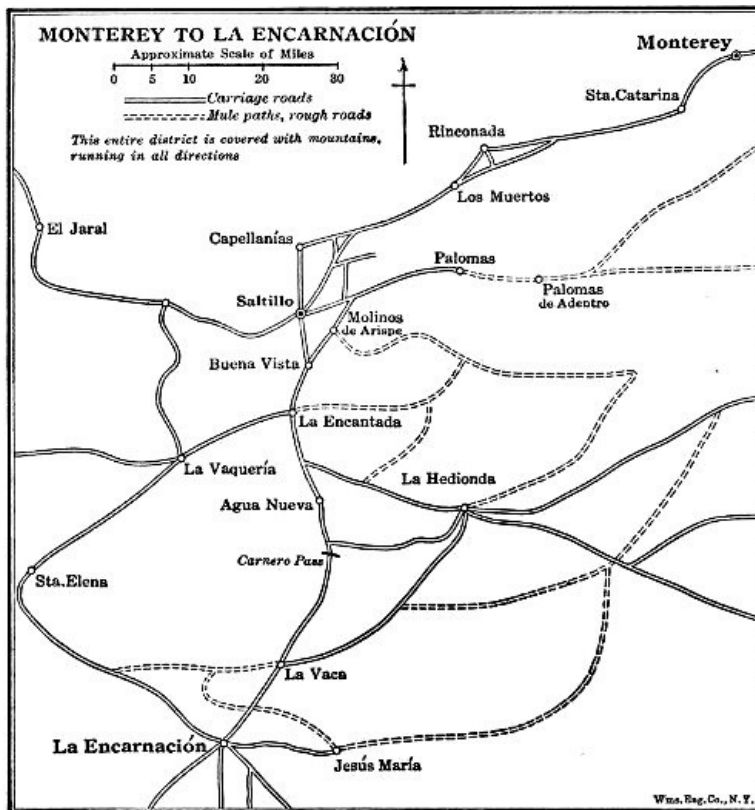 MONTEREY TO LA ENCARNACIÓN
Approximate Scale of Miles
0 5 10 20 30
Carriage roads
Mule paths, rough roads
This entire district is covered with mountains,
running in all directions
Monterey
Sta.Catarina
Rinconada
Los Muertos
El Jaral
Capellanías
Palomas
Saltillo
Palomas
de Adentro
Molinos
de Arispe
Buena Vista
La Encantada
La Vaquería
La Hedionda
Agua Nueva
Carnero Pass
Sta.Elena
La Vaca
La Encarnación
Jesús María
Wms.Eng.Co., N.Y.